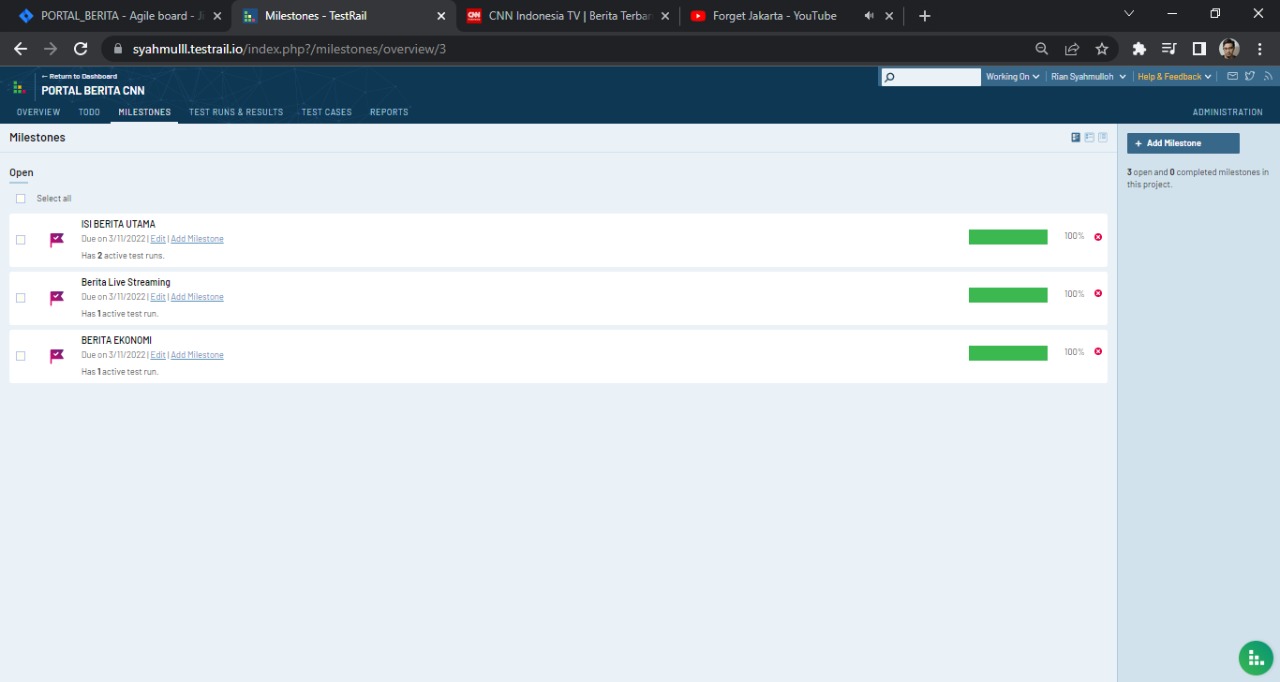 PORTAL_BERITA - Agile board - Ji
Milestones - TestRail
CNN CNN Indonesia TV | Berita Terbar
Forget Jakarta - YouTube
syahmulll.testrail.io/index.php?/milestones/overview/3
← Return to Dashboard
PORTAL BERITA CNN
Working On
Rian Syahmulloh
Help & Feedback
OVERVIEW TODO MILESTONES TEST RUNS & RESULTS TEST CASES REPORTS ADMINISTRATION
Milestones
+ Add Milestone
3 open and 0 completed milestones in
this project.
Open
Select all
ISI BERITA UTAMA
Due on 3/11/2022 | Edit | Add Milestone
Has 2 active test runs.
100%
Berita Live Streaming
Due on 3/11/2022 | Edit | Add Milestone
Has 1 active test run.
100%
BERITA EKONOMI
Due on 3/11/2022 | Edit | Add Milestone
Has 1 active test run.
100%